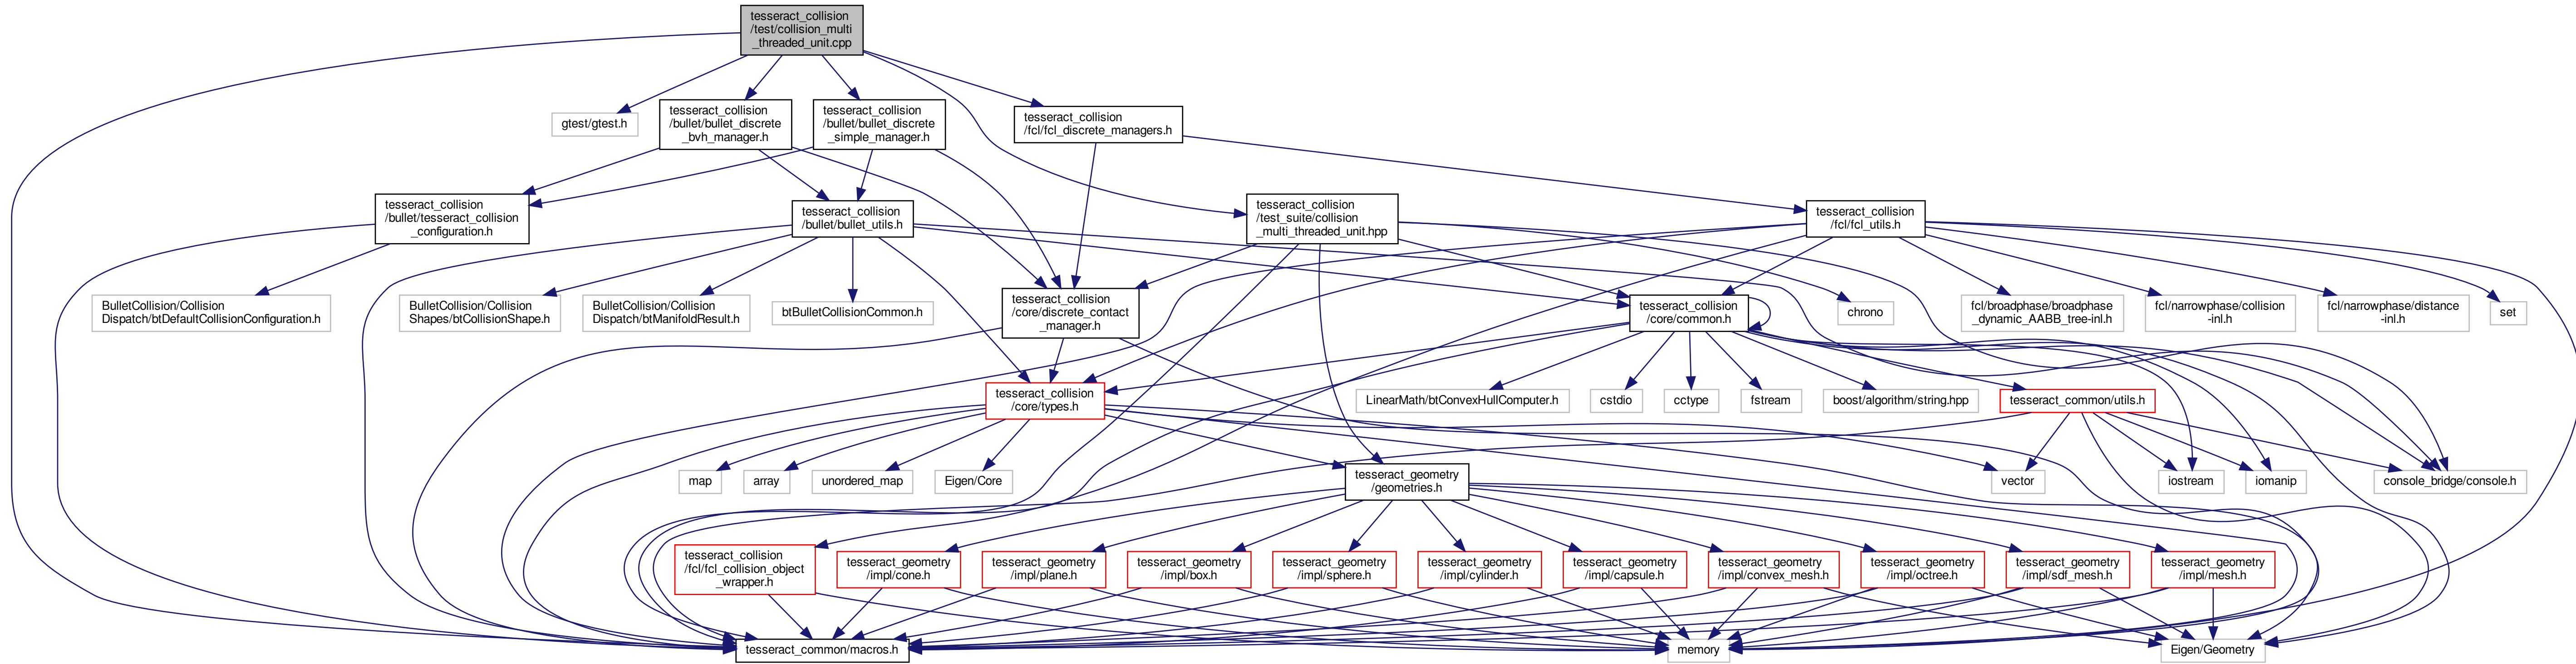 tesseract_collision
/test/collision_multi
_threaded_unit.cpp
gtest/gtest.h
tesseract_collision
/bullet/bullet_discrete
_bvh_manager.h
tesseract_collision
/bullet/bullet_discrete
_simple_manager.h
tesseract_collision
/fcl/fcl_discrete_managers.h
tesseract_collision
/bullet/tesseract_collision
_configuration.h
tesseract_collision
/bullet/bullet_utils.h
tesseract_collision
/test_suite/collision
_multi_threaded_unit.hpp
tesseract_collision
/fcl/fcl_utils.h
BulletCollision/Collision
Dispatch/btDefaultCollisionConfiguration.h
BulletCollision/Collision
Shapes/btCollisionShape.h
BulletCollision/Collision
Dispatch/btManifoldResult.h
btBulletCollisionCommon.h
tesseract_collision
/core/discrete_contact
_manager.h
tesseract_collision
/core/common.h
chrono
fcl/broadphase/broadphase
_dynamic_AABB_tree-inl.h
fcl/narrowphase/collision
-inl.h
fcl/narrowphase/distance
-inl.h
set
tesseract_collision
/core/types.h
LinearMath/btConvexHullComputer.h
cstdio
cctype
fstream
boost/algorithm/string.hpp
tesseract_common/utils.h
map
array
unordered_map
Eigen/Core
tesseract_geometry
/geometries.h
vector
iostream
iomanip
console_bridge/console.h
tesseract_collision
/fcl/fcl_collision_object
_wrapper.h
tesseract_geometry
/impl/cone.h
tesseract_geometry
/impl/plane.h
tesseract_geometry
/impl/box.h
tesseract_geometry
/impl/sphere.h
tesseract_geometry
/impl/cylinder.h
tesseract_geometry
/impl/capsule.h
tesseract_geometry
/impl/convex_mesh.h
tesseract_geometry
/impl/octree.h
tesseract_geometry
/impl/sdf_mesh.h
tesseract_geometry
/impl/mesh.h
tesseract_common/macros.h
memory
Eigen/Geometry